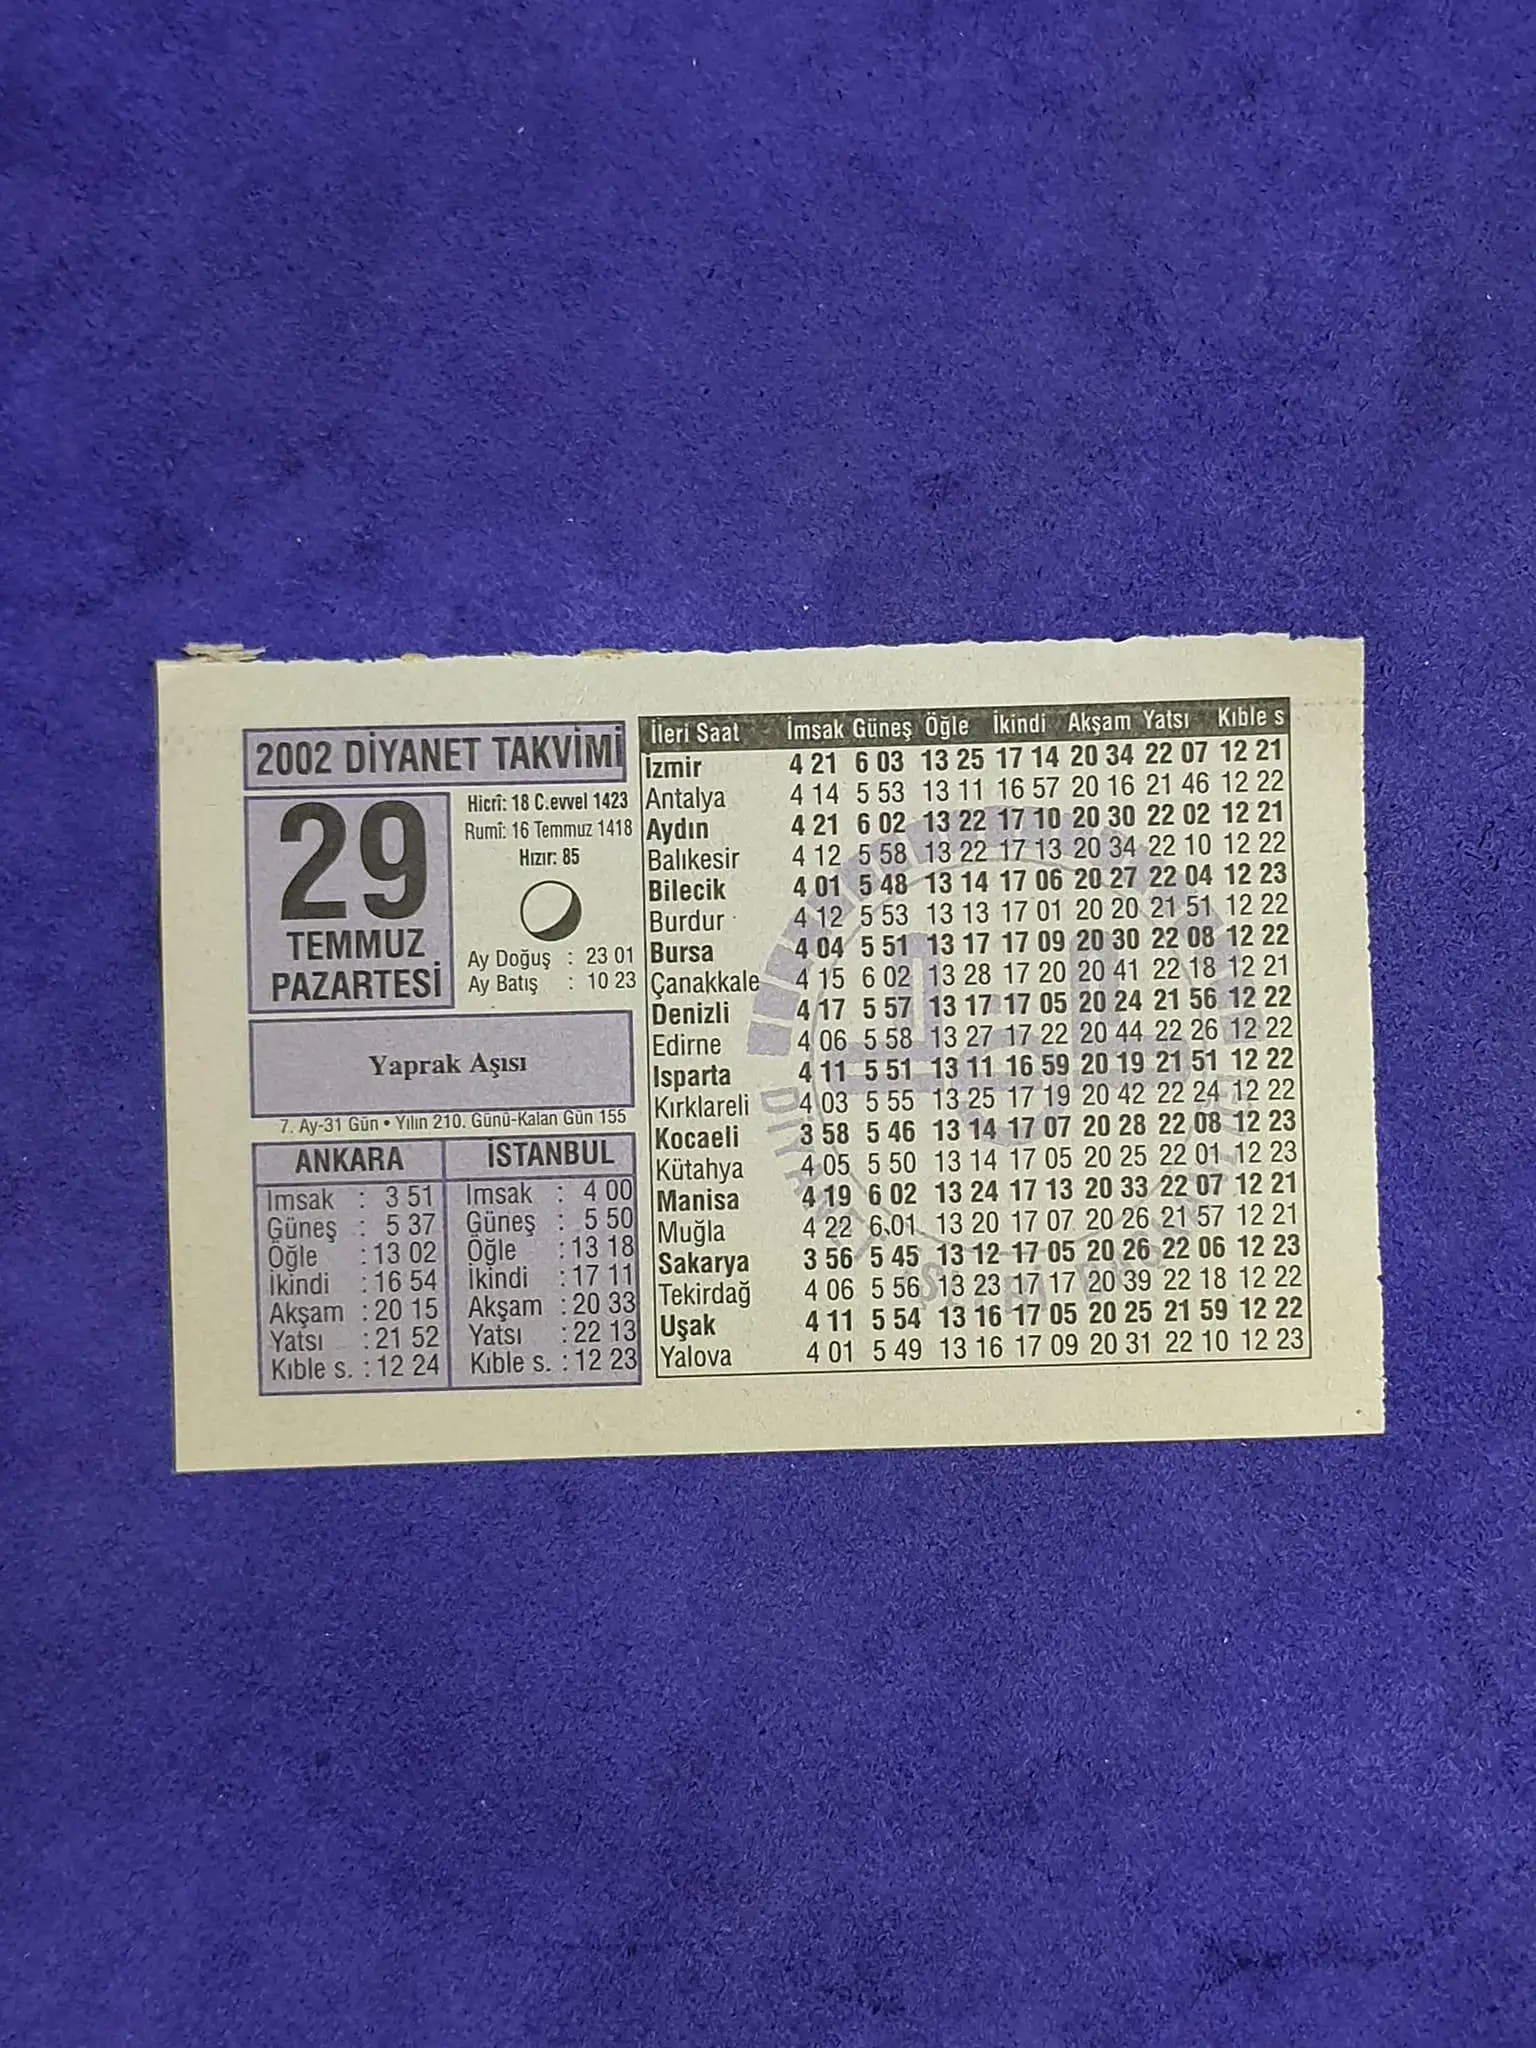 2002 DİYANET TAKVİMİ
29
TEMMUZ
PAZARTESİ
Hicrî: 18 C.evvel 1423
Rumî: 16 Temmuz 1418
Hızır: 85
Ay Doğuş : 23 01
Ay Batış : 10 23
Yaprak Aşısı
7. Ay-31 Gün • Yılın 210. Günü-Kalan Gün 155
ANKARA
İmsak : 3 51
Güneş : 5 37
Öğle : 13 02
İkindi : 16 54
Akşam : 20 15
Yatsı : 21 52
Kıble s. : 12 24
İSTANBUL
İmsak : 4 00
Güneş : 5 50
Öğle : 13 18
İkindi : 17 11
Akşam : 20 33
Yatsı : 22 13
Kıble s. : 12 23
İleri Saat İmsak Güneş Öğle İkindi Akşam Yatsı Kıble s
İzmir 4 21 6 03 13 25 17 14 20 34 22 07 12 21
Antalya 4 14 5 53 13 11 16 57 20 16 21 46 12 22
Aydın 4 21 6 02 13 22 17 10 20 30 22 02 12 21
Balıkesir 4 12 5 58 13 22 17 13 20 34 22 10 12 22
Bilecik 4 01 5 48 13 14 17 06 20 27 22 04 12 23
Burdur 4 12 5 53 13 13 17 01 20 20 21 51 12 22
Bursa 4 04 5 51 13 17 17 09 20 30 22 08 12 22
Çanakkale 4 15 6 02 13 28 17 20 20 41 22 18 12 21
Denizli 4 17 5 57 13 17 17 05 20 24 21 56 12 22
Edirne 4 06 5 58 13 27 17 22 20 44 22 26 12 22
Isparta 4 11 5 51 13 11 16 59 20 19 21 51 12 22
Kırklareli 4 03 5 55 13 25 17 19 20 42 22 24 12 22
Kocaeli 3 58 5 46 13 14 17 07 20 28 22 08 12 23
Kütahya 4 05 5 50 13 14 17 05 20 25 22 01 12 23
Manisa 4 19 6 02 13 24 17 13 20 33 22 07 12 21
Muğla 4 22 6 01 13 20 17 07 20 26 21 57 12 21
Sakarya 3 56 5 45 13 12 17 05 20 26 22 06 12 23
Tekirdağ 4 06 5 56 13 23 17 17 20 39 22 18 12 22
Uşak 4 11 5 54 13 16 17 05 20 25 21 59 12 22
Yalova 4 01 5 49 13 16 17 09 20 31 22 10 12 23